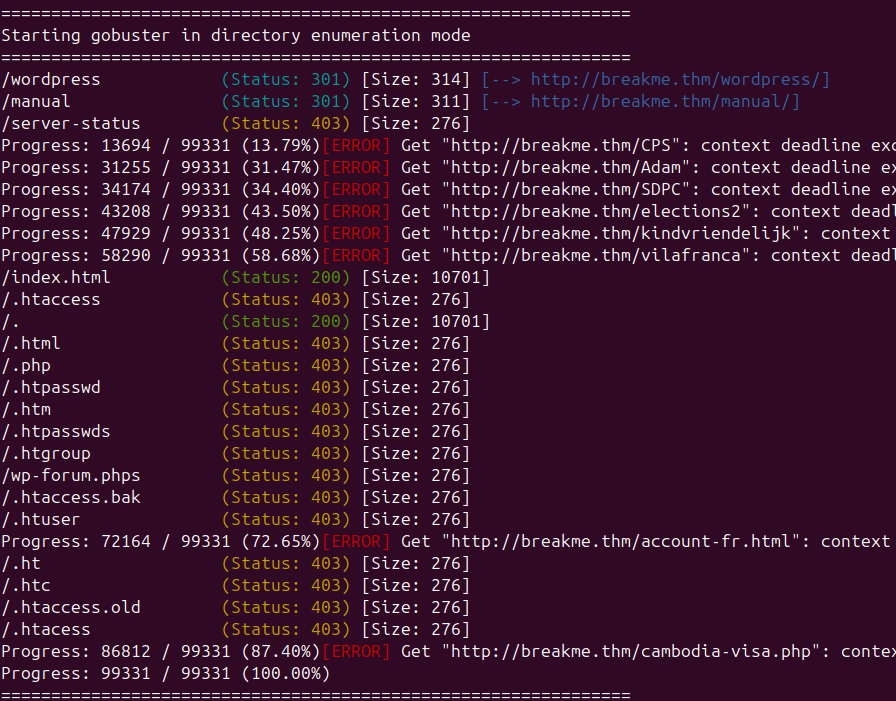 ===============================================================
Starting gobuster in directory enumeration mode
===============================================================
/wordpress            (Status: 301) [Size: 314] [--> http://breakme.thm/wordpress/]
/manual               (Status: 301) [Size: 311] [--> http://breakme.thm/manual/]
/server-status        (Status: 403) [Size: 276]
Progress: 13694 / 99331 (13.79%)[ERROR] Get "http://breakme.thm/CPS": context deadline exc
Progress: 31255 / 99331 (31.47%)[ERROR] Get "http://breakme.thm/Adam": context deadline ex
Progress: 34174 / 99331 (34.40%)[ERROR] Get "http://breakme.thm/SDPC": context deadline ex
Progress: 43208 / 99331 (43.50%)[ERROR] Get "http://breakme.thm/elections2": context deadl
Progress: 47929 / 99331 (48.25%)[ERROR] Get "http://breakme.thm/kindvriendelijk": context
Progress: 58290 / 99331 (58.68%)[ERROR] Get "http://breakme.thm/vilafranca": context deadl
/index.html           (Status: 200) [Size: 10701]
/.htaccess            (Status: 403) [Size: 276]
/.                    (Status: 200) [Size: 10701]
/.html                (Status: 403) [Size: 276]
/.php                 (Status: 403) [Size: 276]
/.htpasswd            (Status: 403) [Size: 276]
/.htm                 (Status: 403) [Size: 276]
/.htpasswds           (Status: 403) [Size: 276]
/.htgroup             (Status: 403) [Size: 276]
/wp-forum.phps        (Status: 403) [Size: 276]
/.htaccess.bak        (Status: 403) [Size: 276]
/.htuser              (Status: 403) [Size: 276]
Progress: 72164 / 99331 (72.65%)[ERROR] Get "http://breakme.thm/account-fr.html": context
/.ht                  (Status: 403) [Size: 276]
/.htc                 (Status: 403) [Size: 276]
/.htaccess.old        (Status: 403) [Size: 276]
/.htacess             (Status: 403) [Size: 276]
Progress: 86812 / 99331 (87.40%)[ERROR] Get "http://breakme.thm/cambodia-visa.php": contex
Progress: 99331 / 99331 (100.00%)
===============================================================